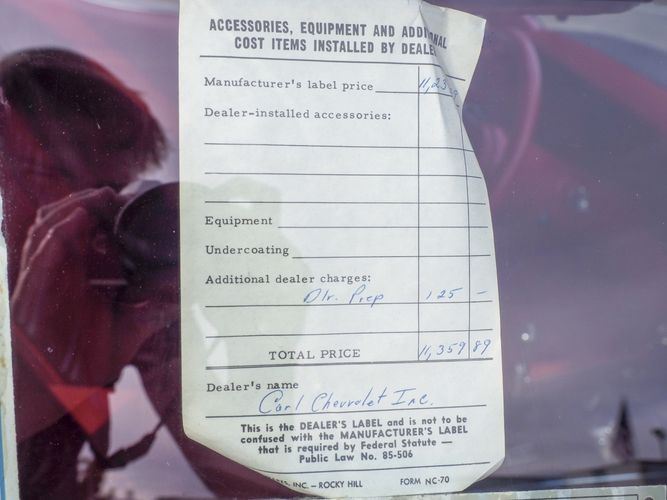 ACCESSORIES, EQUIPMENT AND
COST ITEMS INSTALLED BY DEALE
Manufacturer's label price
Dealer-installed accessories:
Equipment
Undercoating
Additional dealer charges:
Dlr. Prep 125 —
TOTAL PRICE 11,359 89
Dealer's name
Carl Chevrolet Inc.
This is the DEALER'S LABEL and is not to be
confused with the MANUFACTURER'S LABEL
that is required by Federal Statute —
Public Law No. 85-506
INC. — ROCKY HILL FORM NC-70